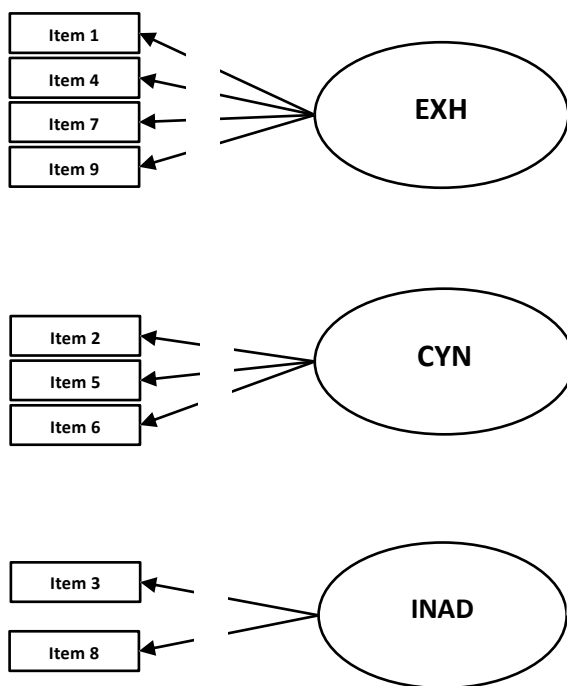 Item 1
Item 4
Item 7
Item 9
EXH
Item 2
Item 5
Item 6
CYN
Item 3
Item 8
INAD